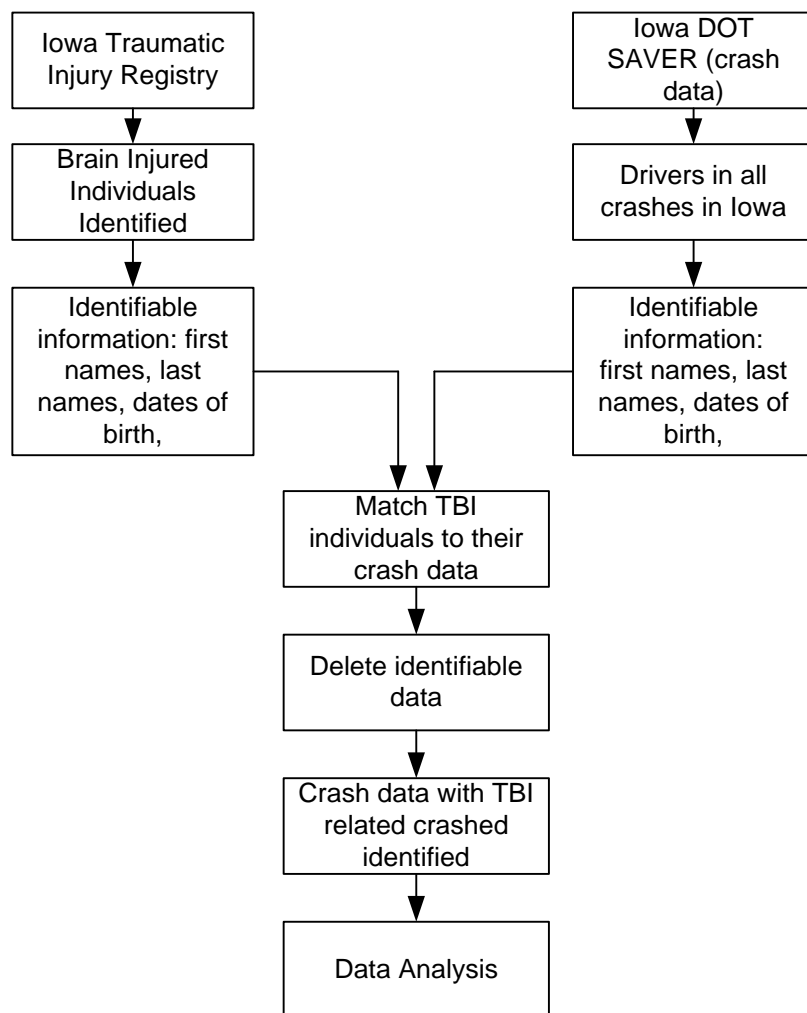 Iowa Traumatic
Injury Registry
Brain Injured
Individuals
Identified
Identifiable
information: first
names, last
names, dates of
birth,
Iowa DOT
SAVER (crash
data)
Drivers in all
crashes in Iowa
Identifiable
information:
first names, last
names, dates of
birth,
Match TBI
individuals to their
crash data
Delete identifiable
data
Crash data with TBI
related crashed
identified
Data Analysis